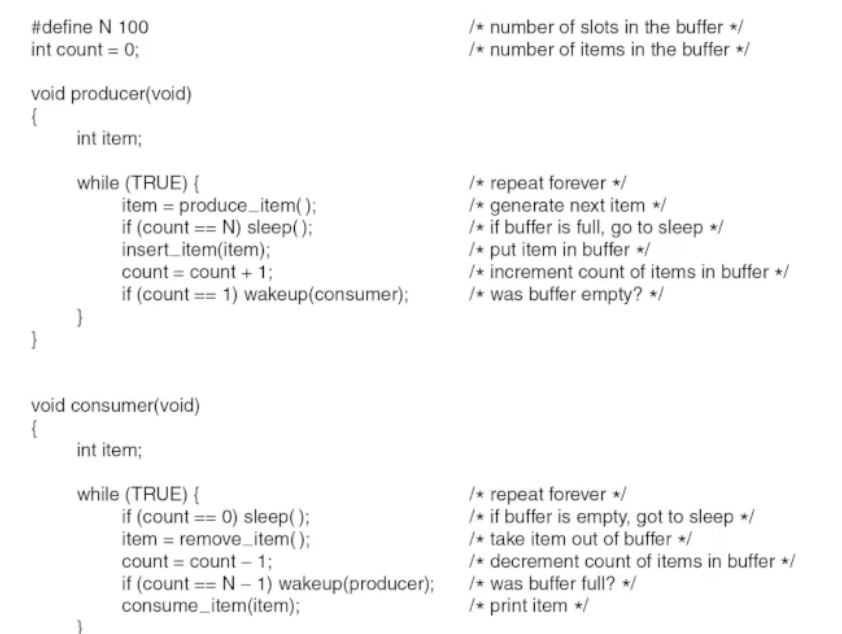 #define N 100 /* number of slots in the buffer */
int count = 0; /* number of items in the buffer */
void producer(void)
{
int item;
while (TRUE) { /* repeat forever */
item = produce_item( ); /* generate next item */
if (count == N) sleep( ); /* if buffer is full, go to sleep */
insert_item(item); /* put item in buffer */
count = count + 1; /* increment count of items in buffer */
if (count == 1) wakeup(consumer); /* was buffer empty? */
}
}
void consumer(void)
{
int item;
while (TRUE) { /* repeat forever */
if (count == 0) sleep( ); /* if buffer is empty, got to sleep */
item = remove_item( ); /* take item out of buffer */
count = count – 1; /* decrement count of items in buffer */
if (count == N – 1) wakeup(producer); /* was buffer full? */
consume_item(item); /* print item */
}